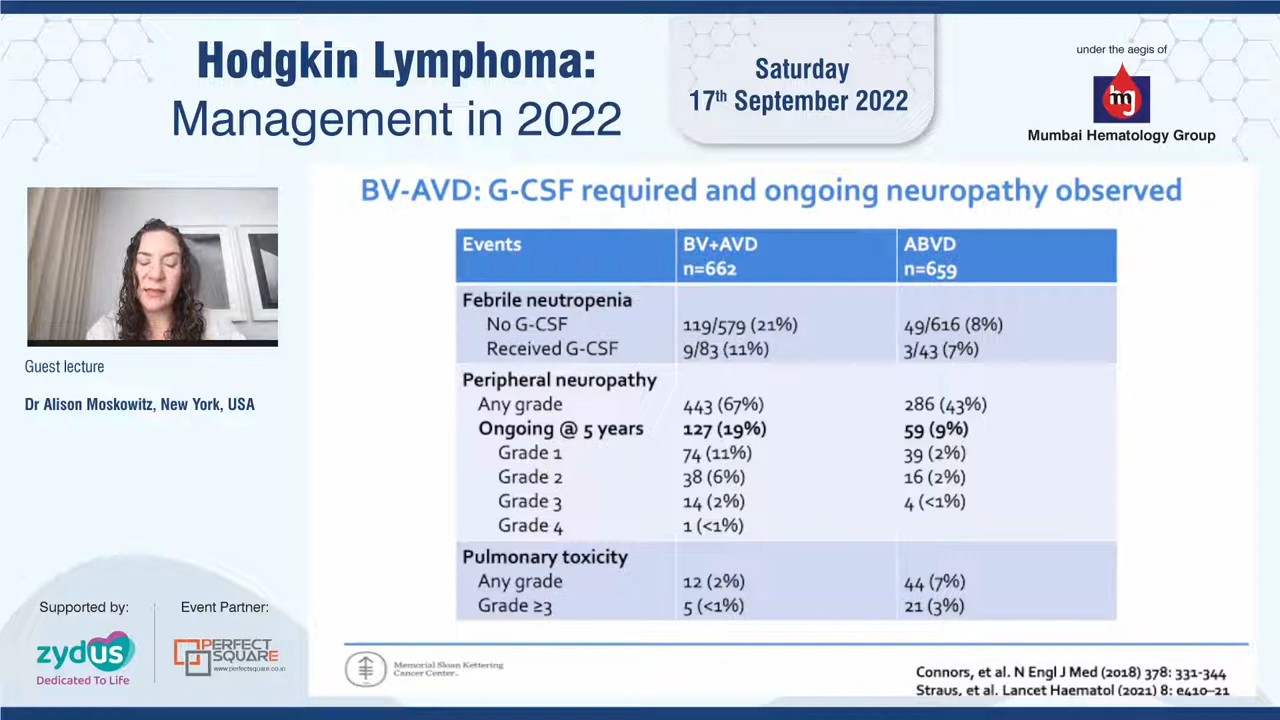 Hodgkin Lymphoma:
Management in 2022
Saturday
17th September 2022
under the aegis of
mg
Mumbai Hematology Group
Guest lecture
Dr Alison Moskowitz, New York, USA
BV-AVD: G-CSF required and ongoing neuropathy observed
Events BV+AVD n=662 ABVD n=659
Febrile neutropenia
No G-CSF 119/579 (21%) 49/616 (8%)
Received G-CSF 9/83 (11%) 3/43 (7%)
Peripheral neuropathy
Any grade 443 (67%) 286 (43%)
Ongoing @ 5 years 127 (19%) 59 (9%)
Grade 1 74 (11%) 39 (2%)
Grade 2 38 (6%) 16 (2%)
Grade 3 14 (2%) 4 (<1%)
Grade 4 1 (<1%)
Pulmonary toxicity
Any grade 12 (2%) 44 (7%)
Grade ≥3 5 (<1%) 21 (3%)
Memorial Sloan Kettering
Cancer Center
Connors, et al. N Engl J Med (2018) 378: 331-344
Straus, et al. Lancet Haematol (2021) 8: e410–21
Supported by:
zydus
Dedicated To Life
Event Partner:
PERFECT
SQUARE
www.perfectsquare.co.in